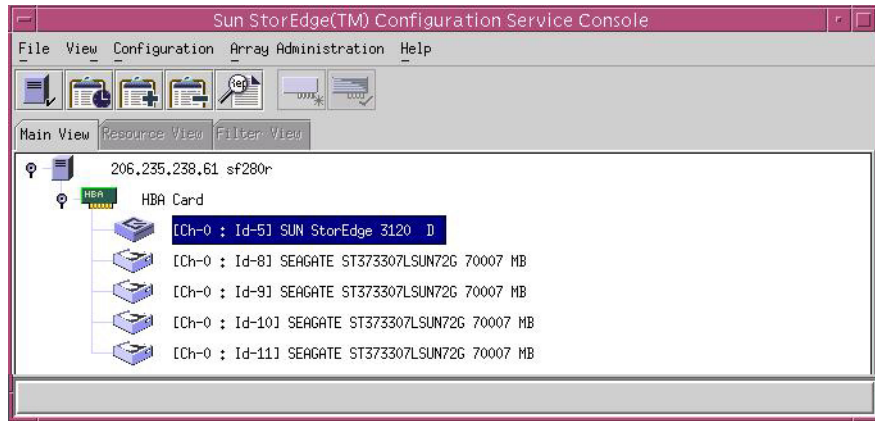 Sun StorEdge(TM) Configuration Service Console
File View Configuration Array Administration Help
Rep
Main View Resource View Filter View
206.235.238.61 sf280r
HBA HBA Card
[Ch-0 : Id-5] SUN StorEdge 3120 D
[Ch-0 : Id-8] SEAGATE ST373307LSUN72G 70007 MB
[Ch-0 : Id-9] SEAGATE ST373307LSUN72G 70007 MB
[Ch-0 : Id-10] SEAGATE ST373307LSUN72G 70007 MB
[Ch-0 : Id-11] SEAGATE ST373307LSUN72G 70007 MB